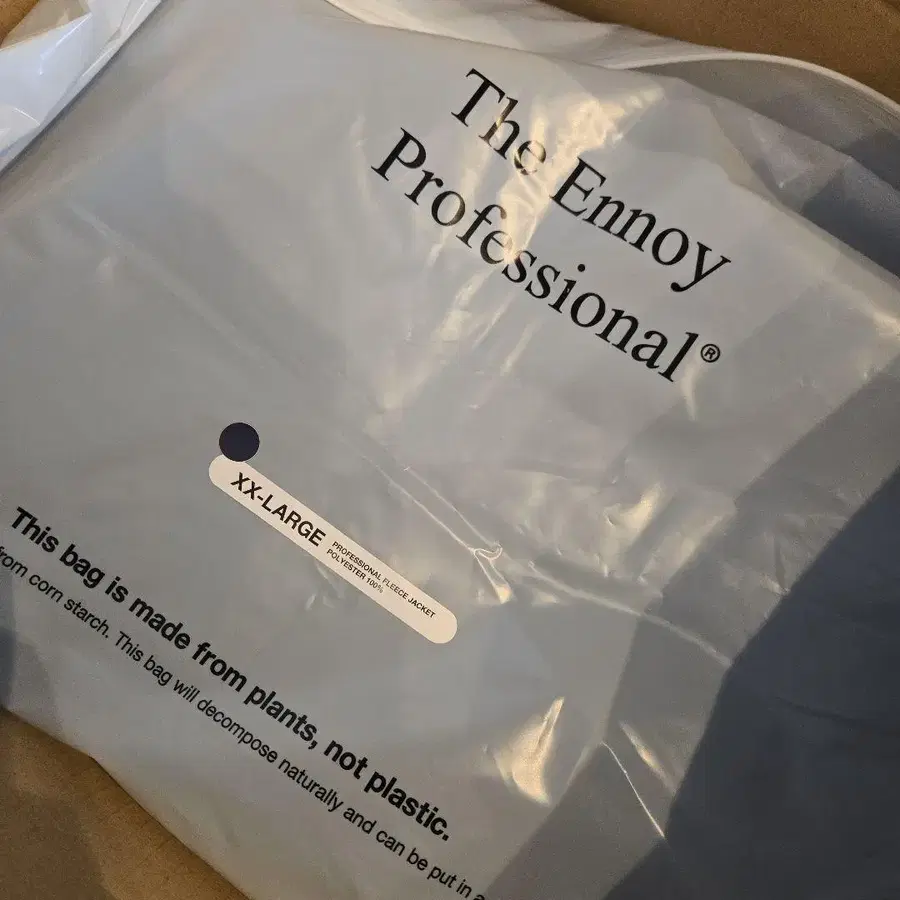 The Ennoy
Professional®
XX-LARGE
PROFESSIONAL FLEECE JACKET
POLYESTER 100%
This bag is made from plants, not plastic.
from corn starch. This bag will decompose naturally and can be put in a